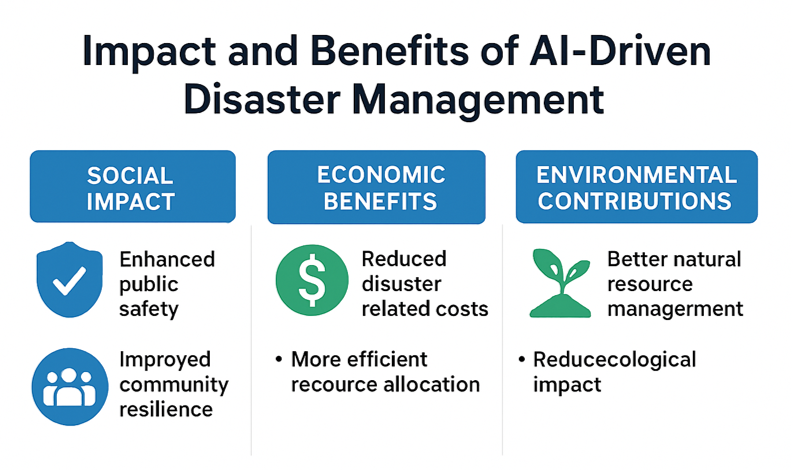 Impact and Benefits of AI-Driven
Disaster Management
SOCIAL
IMPACT
Enhanced
public
safety
Improyed
community
resilience
ECONOMIC
BENEFITS
Reduced
disaster
related costs
• More efficient
recource allocation
ENVIRONMENTAL
CONTRIBUTIONS
Better natural
resource
managerment
• Reducecological
impact